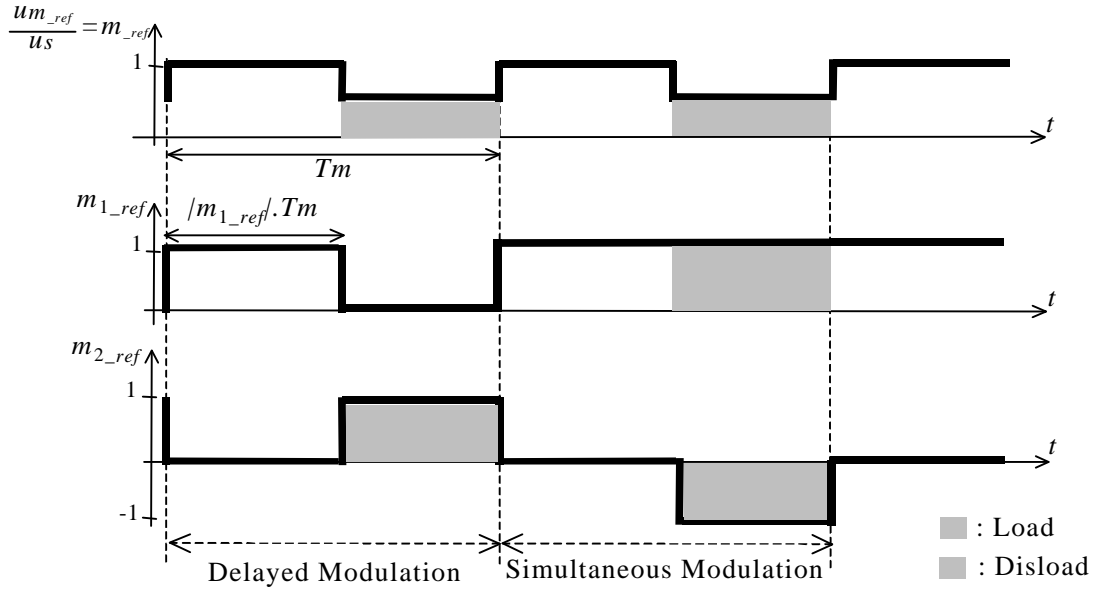 um_ref
us
=m_ref
1
t
Tm
m1_ref
|m1_ref|.Tm
1
t
m2_ref
1
t
-1
: Load
Delayed Modulation
Simultaneous Modulation
: Disload